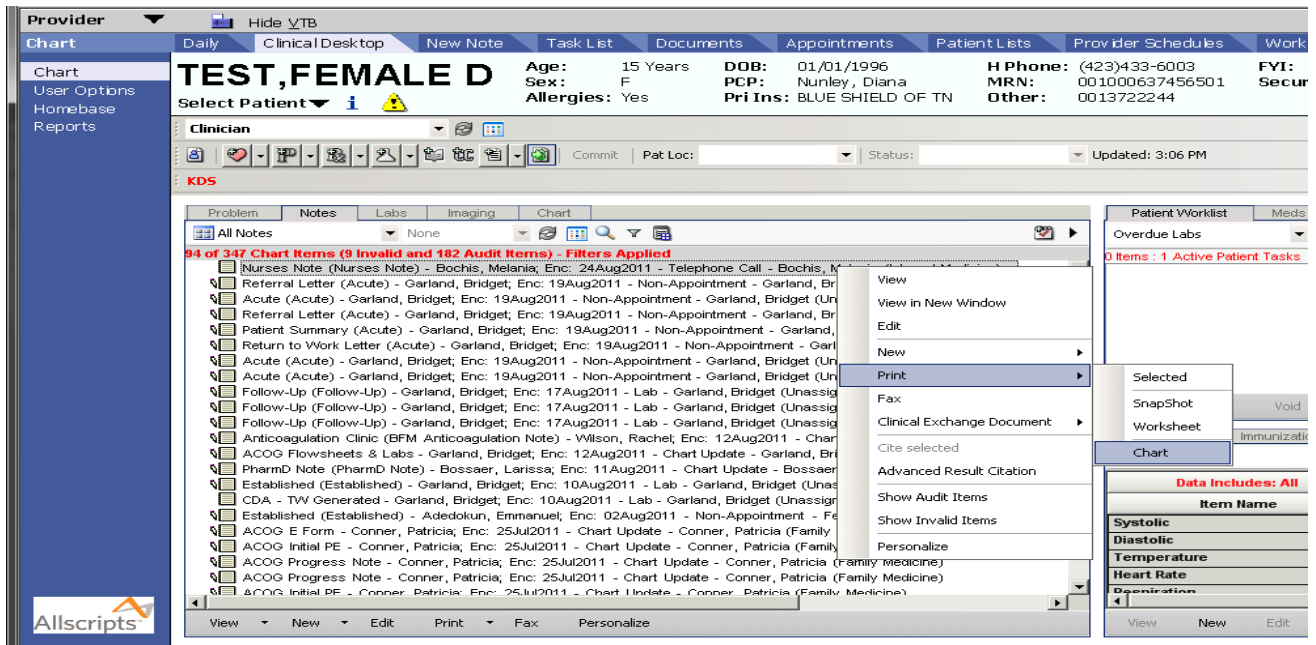 Provider Hide VTB
Chart Daily Clinical Desktop New Note Task List Documents Appointments Patient Lists Provider Schedules Work
Chart
User Options
Homebase
Reports
TEST,FEMALE D
Select Patient i
Age: 15 Years DOB: 01/01/1996 H Phone: (423)433-6003 FYI:
Sex: F PCP: Nunley, Diana MRN: 001000637456501 Secur
Allergies: Yes Pri Ins: BLUE SHIELD OF TN Other: 0013722244
Clinician
Commit Pat Loc: Status: Updated: 3:06 PM
KDS
Problem Notes Labs Imaging Chart
All Notes None
94 of 347 Chart Items (9 Invalid and 182 Audit Items) - Filters Applied
Nurses Note (Nurses Note) - Bochis, Melania; Enc: 24Aug2011 - Telephone Call - Bochis,
Referral Letter (Acute) - Garland, Bridget; Enc: 19Aug2011 - Non-Appointment - Garland, Br
Acute (Acute) - Garland, Bridget; Enc: 19Aug2011 - Non-Appointment - Garland, Bridget (Un
Referral Letter (Acute) - Garland, Bridget; Enc: 19Aug2011 - Non-Appointment - Garland, Br
Patient Summary (Acute) - Garland, Bridget; Enc: 19Aug2011 - Non-Appointment - Garland,
Return to Work Letter (Acute) - Garland, Bridget; Enc: 19Aug2011 - Non-Appointment - Garl
Acute (Acute) - Garland, Bridget; Enc: 19Aug2011 - Non-Appointment - Garland, Bridget (Un
Acute (Acute) - Garland, Bridget; Enc: 19Aug2011 - Non-Appointment - Garland, Bridget (Un
Follow-Up (Follow-Up) - Garland, Bridget; Enc: 17Aug2011 - Lab - Garland, Bridget (Unassig
Follow-Up (Follow-Up) - Garland, Bridget; Enc: 17Aug2011 - Lab - Garland, Bridget (Unassig
Follow-Up (Follow-Up) - Garland, Bridget; Enc: 17Aug2011 - Lab - Garland, Bridget (Unassig
Anticoagulation Clinic (BFM Anticoagulation Note) - Wilson, Rachel; Enc: 12Aug2011 - Char
ACOG Flowsheets & Labs - Garland, Bridget; Enc: 12Aug2011 - Chart Update - Garland, Bri
PharmD Note (PharmD Note) - Bossaer, Larissa; Enc: 11Aug2011 - Chart Update - Bossaer
Established (Established) - Garland, Bridget; Enc: 10Aug2011 - Lab - Garland, Bridget (Unas
CDA - TW Generated - Garland, Bridget; Enc: 10Aug2011 - Lab - Garland, Bridget (Unassign
Established (Established) - Adedokun, Emmanuel; Enc: 02Aug2011 - Non-Appointment - Fe
ACOG E Form - Conner, Patricia; Enc: 25Jul2011 - Chart Update - Conner, Patricia (Family
ACOG Initial PE - Conner, Patricia; Enc: 25Jul2011 - Chart Update - Conner, Patricia (Family
ACOG Progress Note - Conner, Patricia; Enc: 25Jul2011 - Chart Update - Conner, Patricia (Family Medicine)
ACOG Progress Note - Conner, Patricia; Enc: 25Jul2011 - Chart Update - Conner, Patricia (Family Medicine)
ACOG Initial PE - Conner, Patricia; Enc: 25Jul2011 - Chart Update - Conner, Patricia (Family Medicine)
View
View in New Window
Edit
New
Print
Fax
Clinical Exchange Document
Cite selected
Advanced Result Citation
Show Audit Items
Show Invalid Items
Personalize
Selected
SnapShot
Worksheet
Chart
Patient Worklist Meds
Overdue Labs
0 Items : 1 Active Patient Tasks
Void
Immunizatio
Data Includes: All
Item Name
Systolic
Diastolic
Temperature
Heart Rate
Respiration
View New Edit Print Fax Personalize
View New Edit
Allscripts